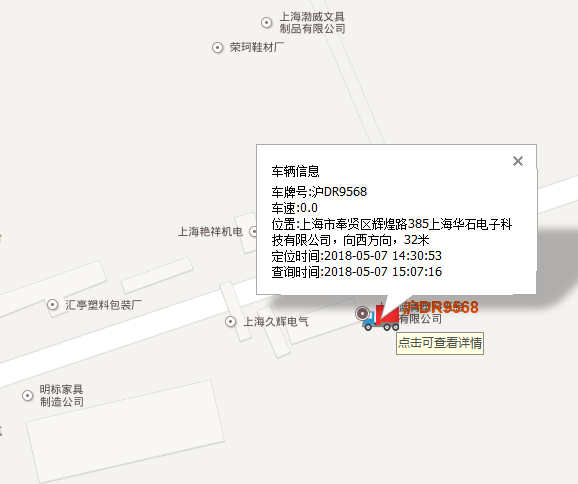 上海渤威文具
制品有限公司
荣珂鞋材厂
车辆信息
车牌号:沪DR9568
车速:0.0
位置:上海市奉贤区辉煌路385上海华石电子科
技有限公司，向西方向，32米
定位时间:2018-05-07 14:30:53
查询时间:2018-05-07 15:07:16
上海艳祥机电
汇亭塑料包装厂
上海久辉电气
沪DR9568
有限公司
点击可查看详情
明标家具
制造公司